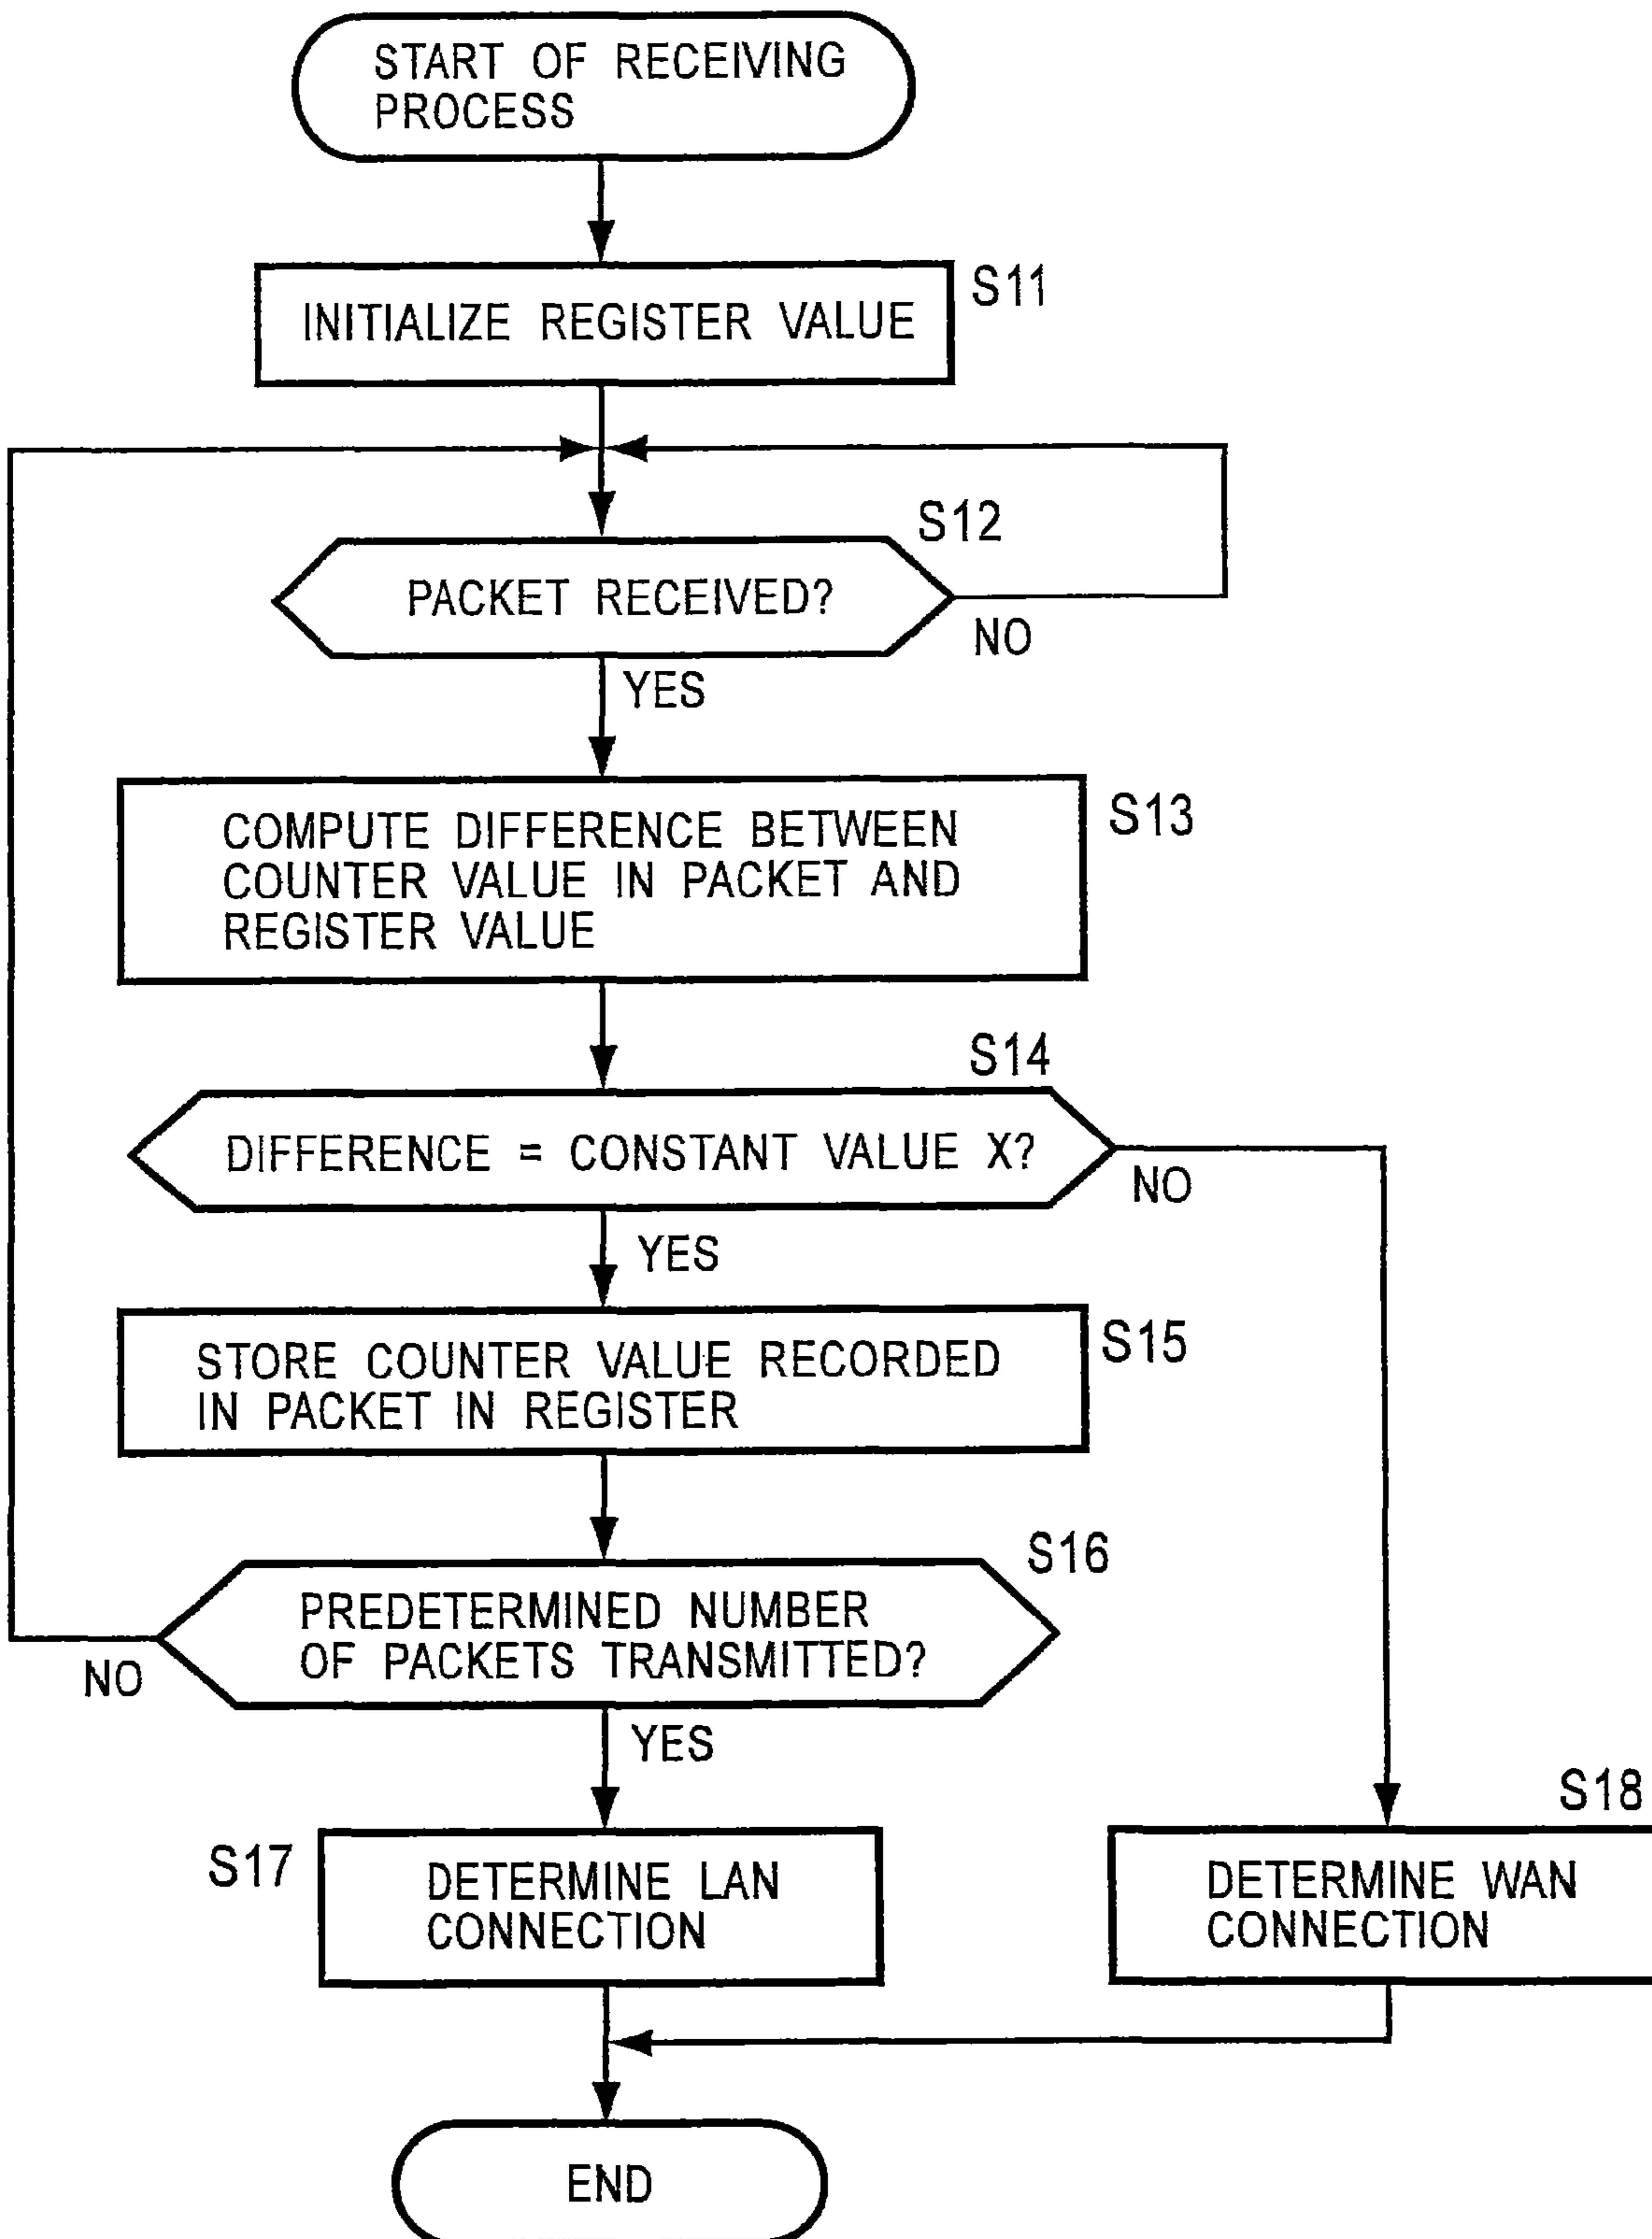 START OF RECEIVING
PROCESS
S11
INITIALIZE REGISTER VALUE
S12
PACKET RECEIVED?
NO
YES
S13
COMPUTE DIFFERENCE BETWEEN
COUNTER VALUE IN PACKET AND
REGISTER VALUE
S14
DIFFERENCE = CONSTANT VALUE X?
NO
YES
S15
STORE COUNTER VALUE RECORDED
IN PACKET IN REGISTER
S16
PREDETERMINED NUMBER
OF PACKETS TRANSMITTED?
NO
YES
S17
DETERMINE LAN
CONNECTION
S18
DETERMINE WAN
CONNECTION
END